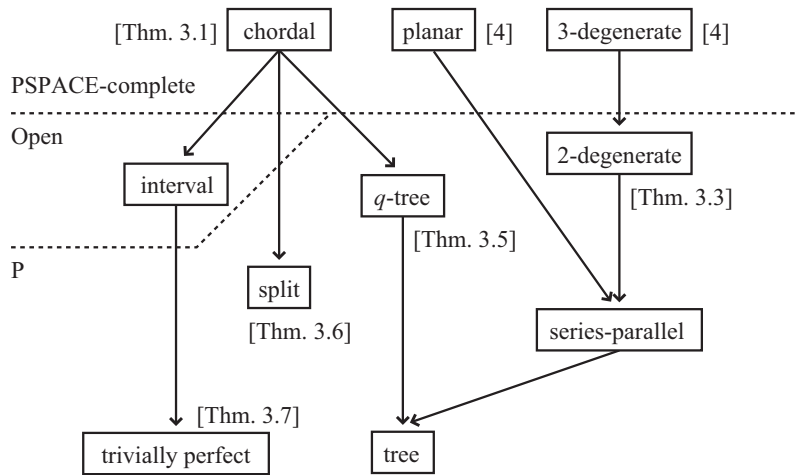 [Thm. 3.1] chordal planar [4] 3-degenerate [4]
PSPACE-complete
Open
2-degenerate
interval
q-tree
[Thm. 3.3]
[Thm. 3.5]
P
split
[Thm. 3.6]
series-parallel
[Thm. 3.7]
trivially perfect tree